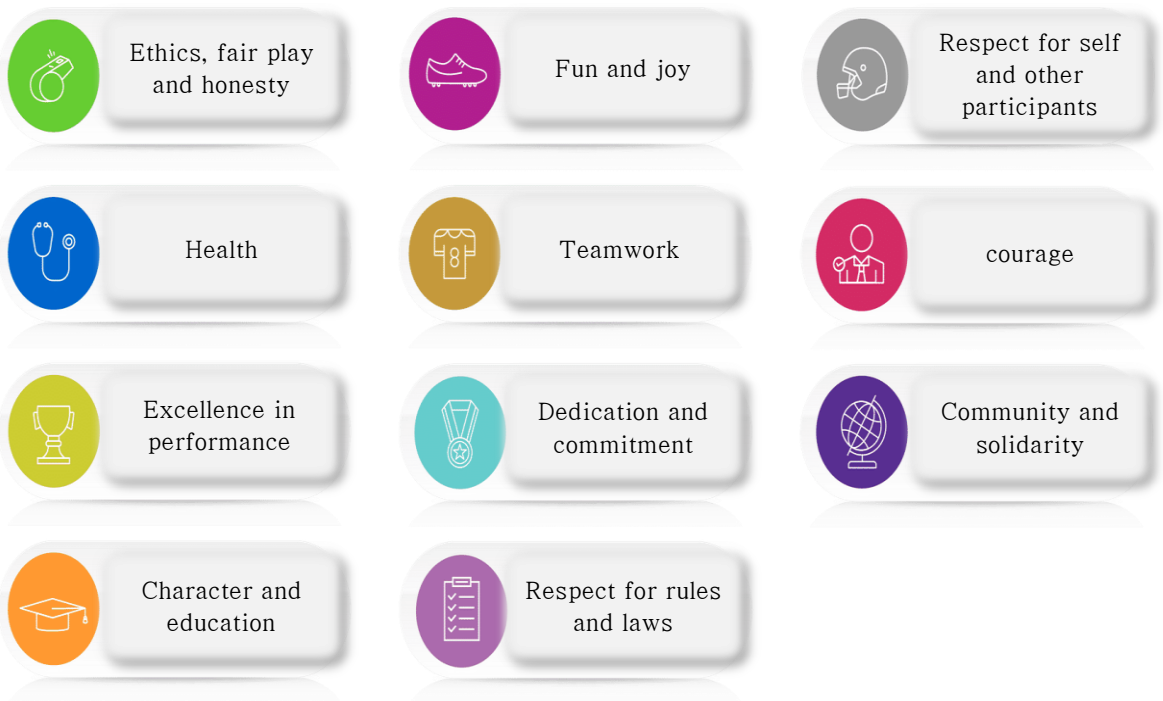 Ethics, fair play
and honesty
Fun and joy
Respect for self
and other
participants
Health
Teamwork
courage
Excellence in
performance
Dedication and
commitment
Community and
solidarity
Character and
education
Respect for rules
and laws